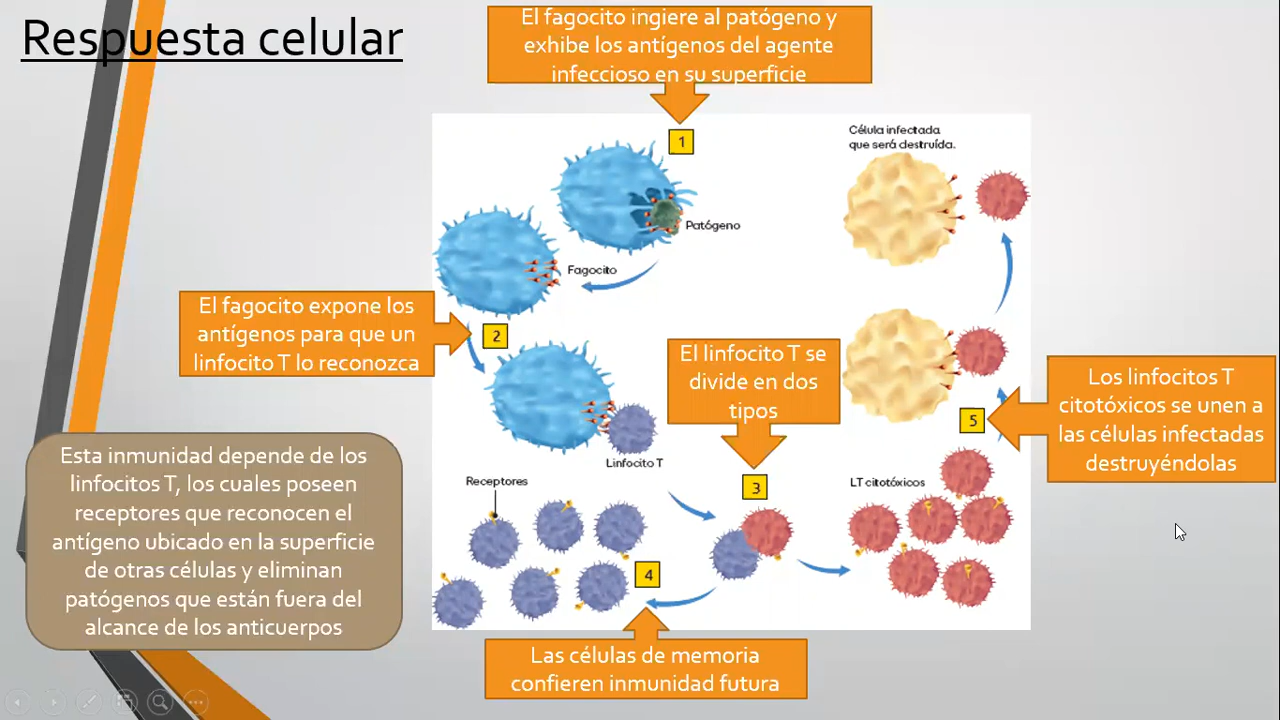 Respuesta celular
El fagocito ingiere al patógeno y
exhibe los antígenos del agente
infeccioso en su superficie
1
Célula infectada
que será destruída.
Patógeno
Fagocito
El fagocito expone los
antígenos para que un
linfocito T lo reconozca
2
El linfocito T se
divide en dos
tipos
Los linfocitos T
citotóxicos se unen a
las células infectadas
destruyéndolas
5
Esta inmunidad depende de los
linfocitos T, los cuales poseen
receptores que reconocen el
antígeno ubicado en la superficie
de otras células y eliminan
patógenos que están fuera del
alcance de los anticuerpos
Linfocito T
Receptores
3
LT citotóxicos
4
Las células de memoria
confieren inmunidad futura